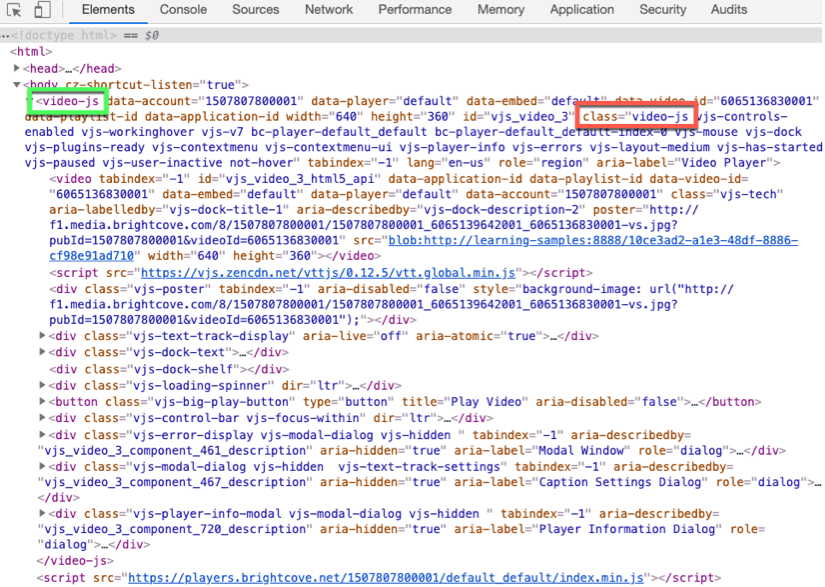 Elements Console Sources Network Performance Memory Application Security Audits
…<!doctype html> == $0
<html>
<head>…</head>
<body cz-shortcut-listen="true">
<video-js data-account="1507807800001" data-player="default" data-embed="default" data-video-id="6065136830001"
data-playlist-id data-application-id width="640" height="360" id="vjs_video_3" class="video-js vjs-controls-
enabled vjs-workinghover vjs-v7 bc-player-default_default bc-player-default_default-index-0 vjs-mouse vjs-dock
vjs-plugins-ready vjs-contextmenu vjs-contextmenu-ui vjs-player-info vjs-errors vjs-layout-medium vjs-has-started
vjs-paused vjs-user-inactive not-hover" tabindex="-1" lang="en-us" role="region" aria-label="Video Player">
<video tabindex="-1" id="vjs_video_3_html5_api" data-application-id data-playlist-id data-video-id=
"6065136830001" data-embed="default" data-player="default" data-account="1507807800001" class="vjs-tech"
aria-labelledby="vjs-dock-title-1" aria-describedby="vjs-dock-description-2" poster="http://
f1.media.brightcove.com/8/1507807800001/1507807800001_6065139642001_6065136830001-vs.jpg?
pubId=1507807800001&videoId=6065136830001" src="blob:http://learning-samples:8888/10ce3ad2-a1e3-48df-8886-
cf98e91ad710" width="640" height="360"></video>
<script src="https://vjs.zencdn.net/vttjs/0.12.5/vtt.global.min.js"></script>
<div class="vjs-poster" tabindex="-1" aria-disabled="false" style="background-image: url("http://
f1.media.brightcove.com/8/1507807800001/1507807800001_6065139642001_6065136830001-vs.jpg?
pubId=1507807800001&videoId=6065136830001");"></div>
<div class="vjs-text-track-display" aria-live="off" aria-atomic="true">…</div>
<div class="vjs-dock-text">…</div>
<div class="vjs-dock-shelf"></div>
<div class="vjs-loading-spinner" dir="ltr">…</div>
<button class="vjs-big-play-button" type="button" title="Play Video" aria-disabled="false">…</button>
<div class="vjs-control-bar vjs-focus-within" dir="ltr">…</div>
<div class="vjs-error-display vjs-modal-dialog vjs-hidden " tabindex="-1" aria-describedby=
"vjs_video_3_component_461_description" aria-hidden="true" aria-label="Modal Window" role="dialog">…</div>
<div class="vjs-modal-dialog vjs-hidden  vjs-text-track-settings" tabindex="-1" aria-describedby=
"vjs_video_3_component_467_description" aria-hidden="true" aria-label="Caption Settings Dialog" role="dialog">…
</div>
<div class="vjs-player-info-modal vjs-modal-dialog vjs-hidden " tabindex="-1" aria-describedby=
"vjs_video_3_component_720_description" aria-hidden="true" aria-label="Player Information Dialog" role=
"dialog">…</div>
</video-js>
<script src="https://players.brightcove.net/1507807800001/default_default/index.min.js"></script>